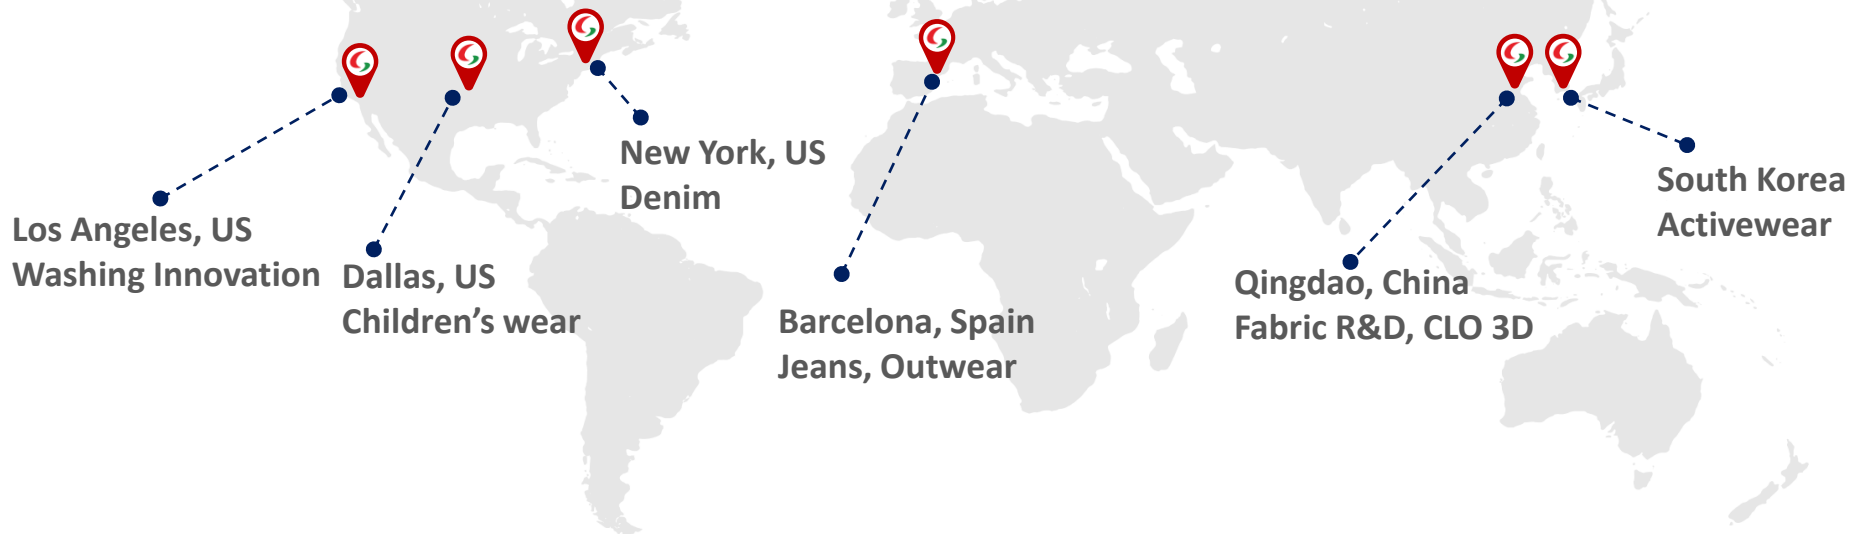 Los Angeles, US
Washing Innovation
Dallas, US
Children’s wear
New York, US
Denim
Barcelona, Spain
Jeans, Outwear
Qingdao, China
Fabric R&D, CLO 3D
South Korea
Activewear